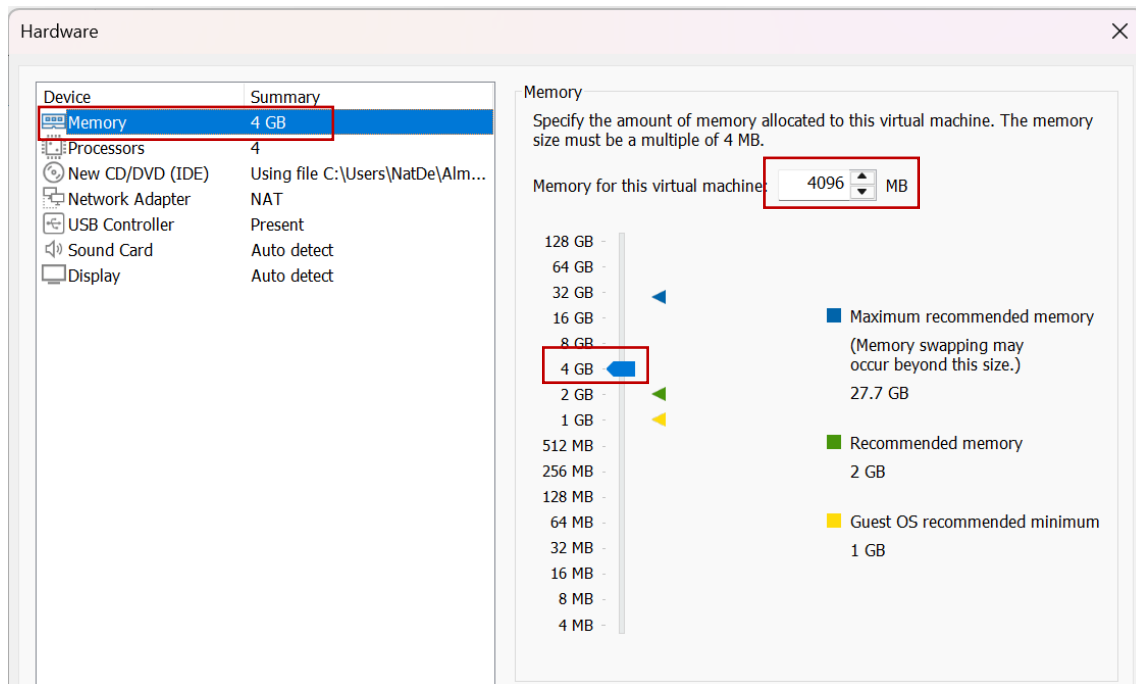 Hardware
Device Summary
Memory 4 GB
Processors 4
New CD/DVD (IDE) Using file C:\Users\NatDe\Alm...
Network Adapter NAT
USB Controller Present
Sound Card Auto detect
Display Auto detect
Memory
Specify the amount of memory allocated to this virtual machine. The memory
size must be a multiple of 4 MB.
Memory for this virtual machine: 4096 MB
128 GB
64 GB
32 GB
16 GB
8 GB
4 GB
2 GB
1 GB
512 MB
256 MB
128 MB
64 MB
32 MB
16 MB
8 MB
4 MB
Maximum recommended memory
(Memory swapping may
occur beyond this size.)
27.7 GB
Recommended memory
2 GB
Guest OS recommended minimum
1 GB